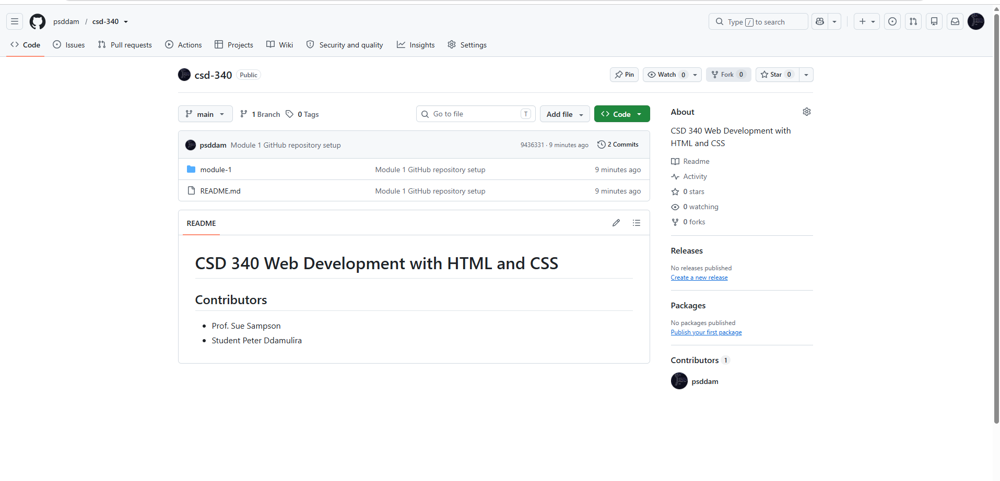 psddam / csd-340
Type / to search
Code Issues Pull requests Actions Projects Wiki Security and quality Insights Settings
csd-340 Public
Pin Watch 0 Fork 0 Star 0
main 1 Branch 0 Tags Go to file T Add file Code
psddam Module 1 GitHub repository setup 9436331 · 9 minutes ago 2 Commits
module-1 Module 1 GitHub repository setup 9 minutes ago
README.md Module 1 GitHub repository setup 9 minutes ago
README
CSD 340 Web Development with HTML and CSS
Contributors
• Prof. Sue Sampson
• Student Peter Ddamulira
About
CSD 340 Web Development with
HTML and CSS
Readme
Activity
0 stars
0 watching
0 forks
Releases
No releases published
Create a new release
Packages
No packages published
Publish your first package
Contributors 1
psddam